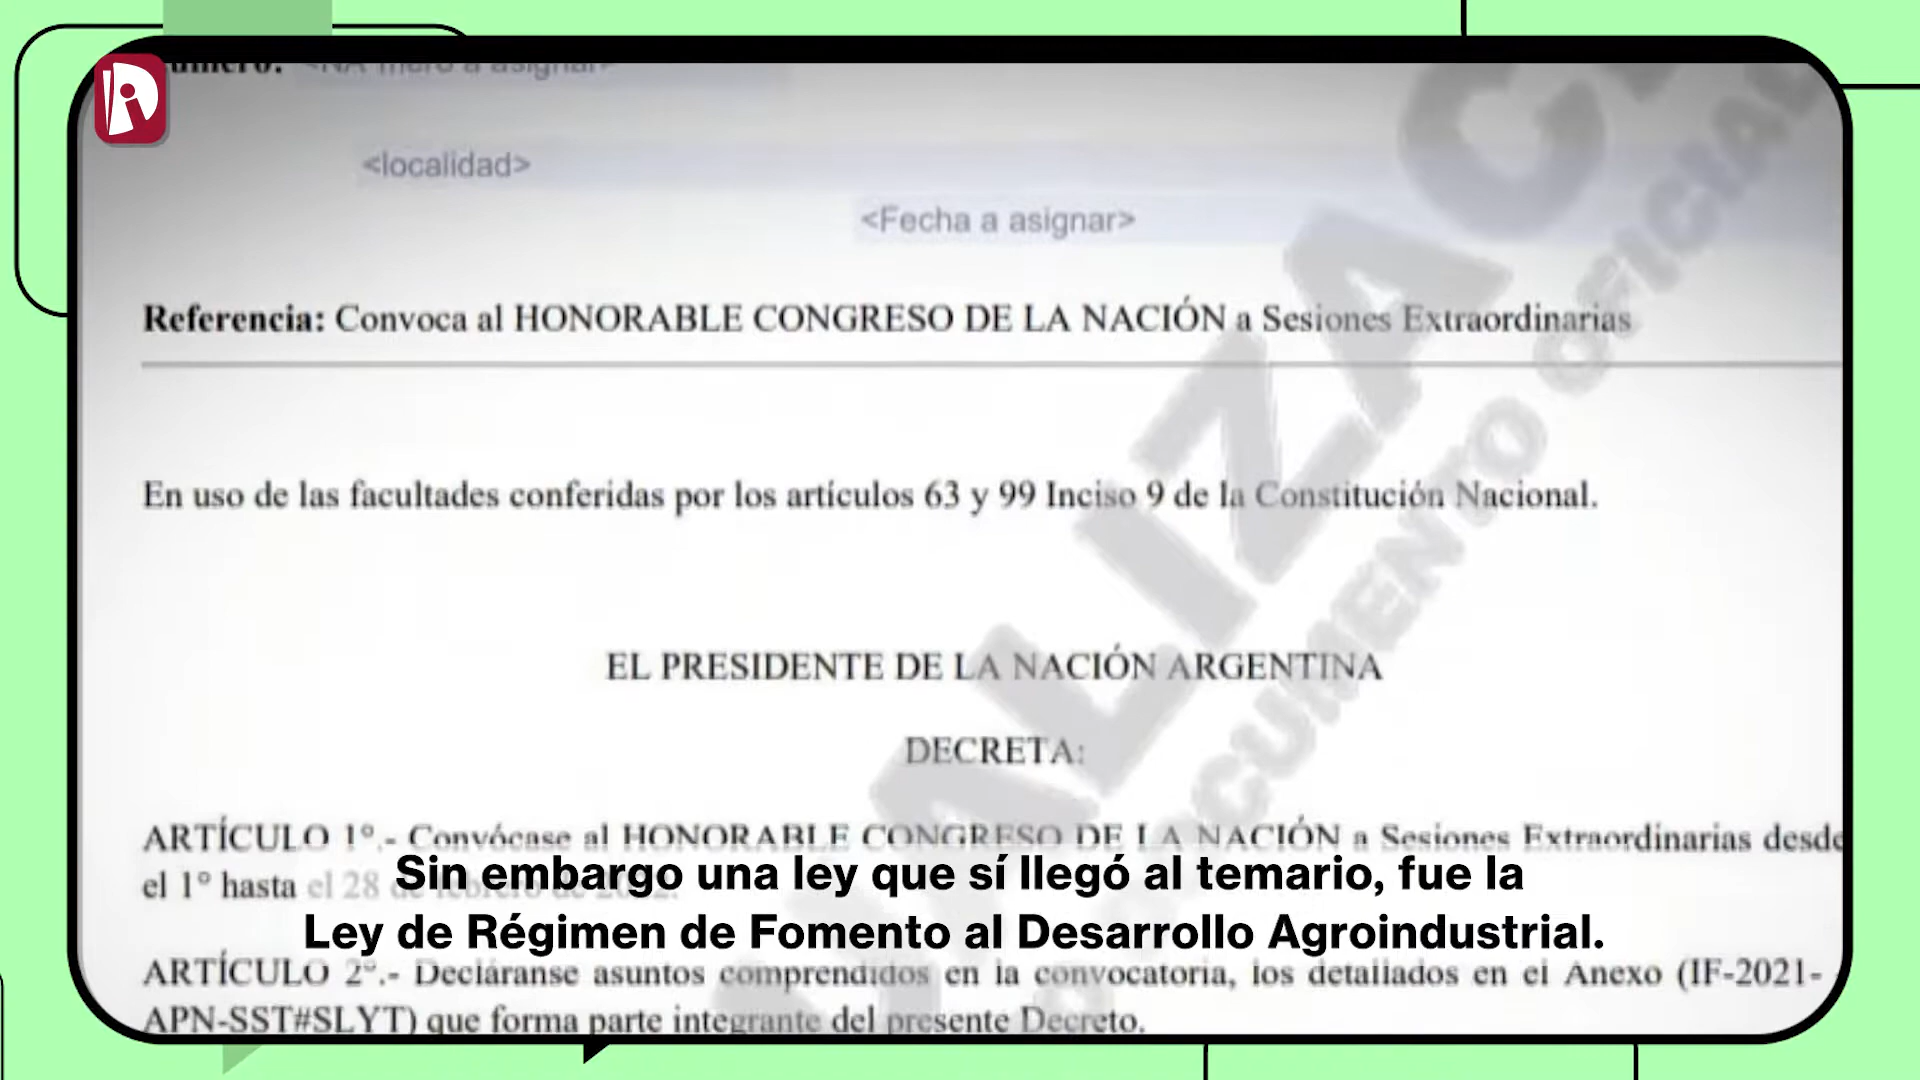 <localidad>
<Fecha a asignar>
Referencia: Convoca al HONORABLE CONGRESO DE LA NACIÓN a Sesiones Extraordinarias
En uso de las facultades conferidas por los artículos 63 y 99 Inciso 9 de la Constitución Nacional.
EL PRESIDENTE DE LA NACIÓN ARGENTINA
DECRETA:
ARTÍCULO 1º.- Convócase al HONORABLE CONGRESO DE LA NACIÓN a Sesiones Extraordinarias desde
el 1º hasta el 28
Sin embargo una ley que sí llegó al temario, fue la
Ley de Régimen de Fomento al Desarrollo Agroindustrial.
ARTÍCULO 2º.- Decláranse asuntos comprendidos en la convocatoria, los detallados en el Anexo (IF-2021-
APN-SST#SLYT) que forma parte integrante del presente Decreto.